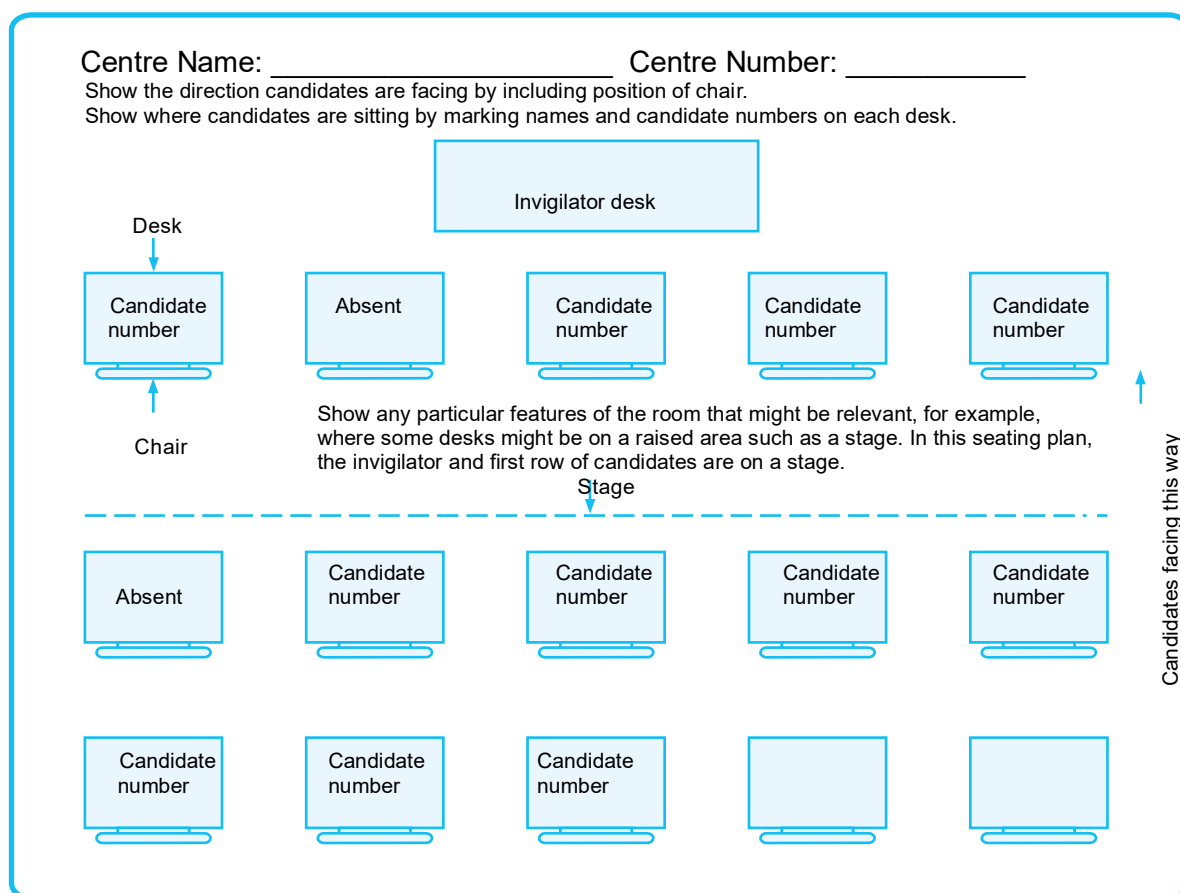 Centre Name: _____________________ Centre Number: ___________
Show the direction candidates are facing by including position of chair.
Show where candidates are sitting by marking names and candidate numbers on each desk.
Invigilator desk
Desk
Candidate
number
Absent
Candidate
number
Candidate
number
Candidate
number
Chair
Show any particular features of the room that might be relevant, for example,
where some desks might be on a raised area such as a stage. In this seating plan,
the invigilator and first row of candidates are on a stage.
Stage
Candidates facing this way
Absent
Candidate
number
Candidate
number
Candidate
number
Candidate
number
Candidate
number
Candidate
number
Candidate
number